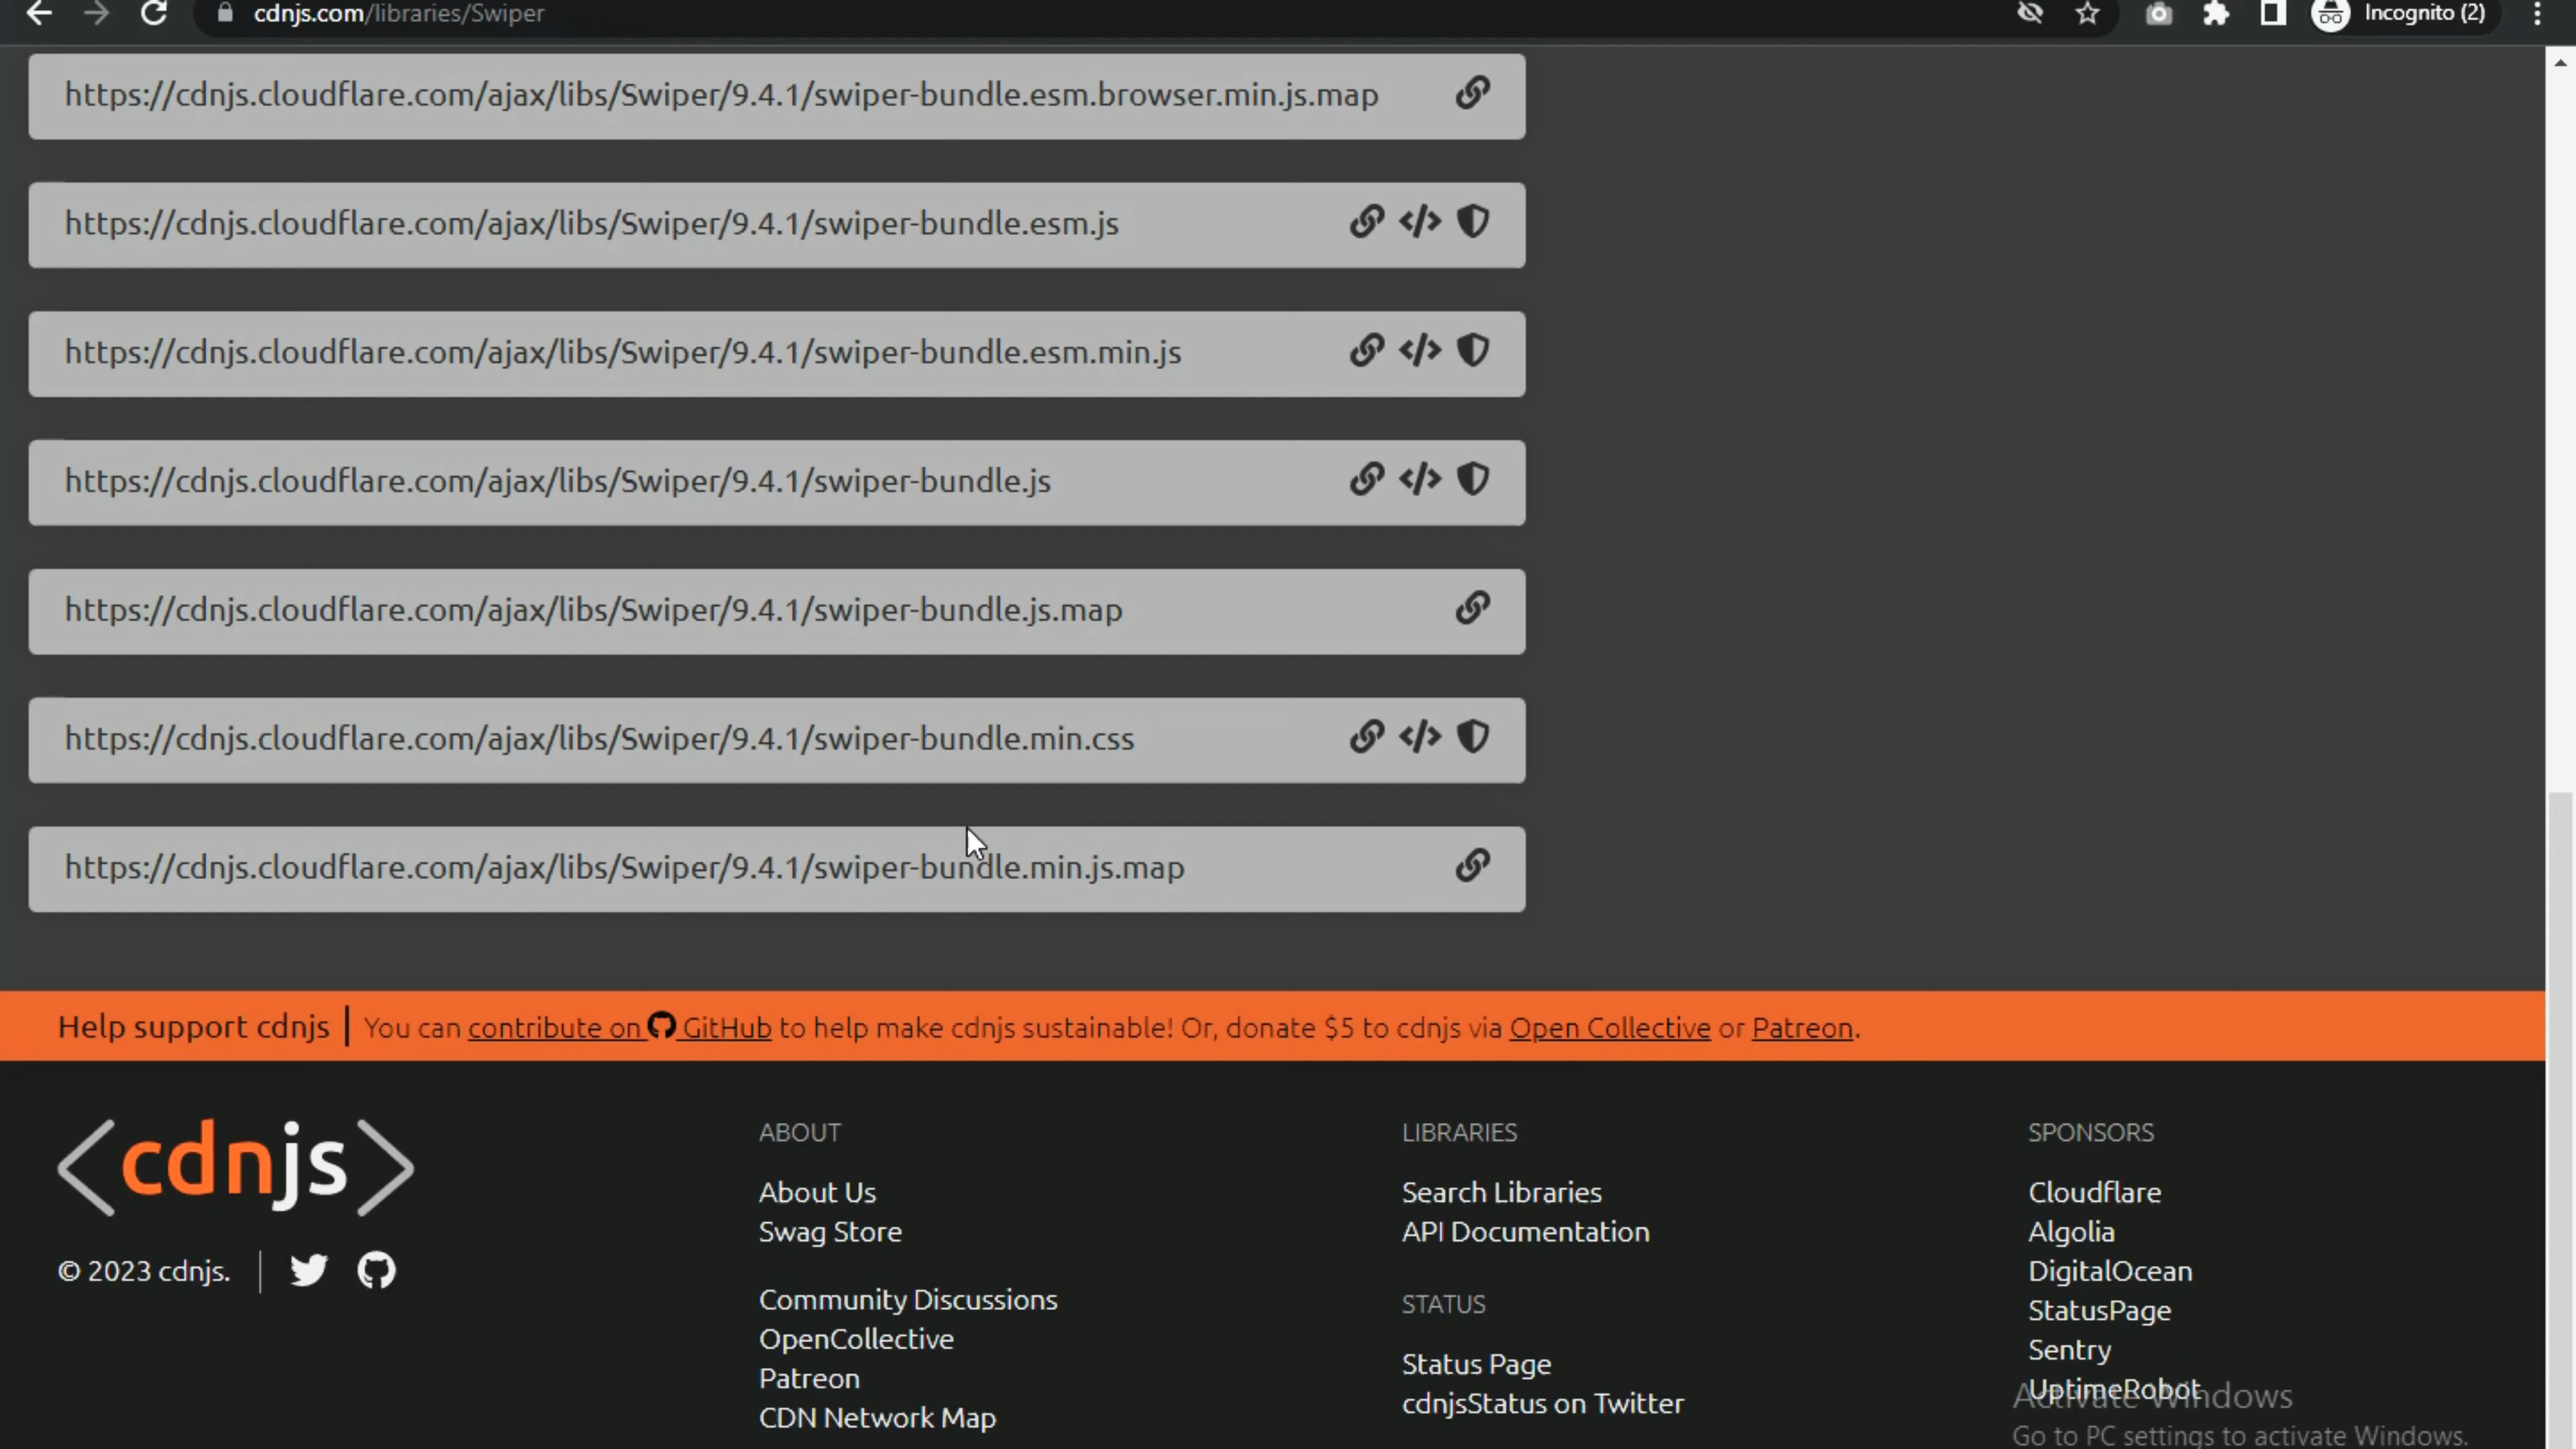 cdnjs.com/libraries/Swiper
Incognito (2)
https://cdnjs.cloudflare.com/ajax/libs/Swiper/9.4.1/swiper-bundle.esm.browser.min.js.map
https://cdnjs.cloudflare.com/ajax/libs/Swiper/9.4.1/swiper-bundle.esm.js
https://cdnjs.cloudflare.com/ajax/libs/Swiper/9.4.1/swiper-bundle.esm.min.js
https://cdnjs.cloudflare.com/ajax/libs/Swiper/9.4.1/swiper-bundle.js
https://cdnjs.cloudflare.com/ajax/libs/Swiper/9.4.1/swiper-bundle.js.map
https://cdnjs.cloudflare.com/ajax/libs/Swiper/9.4.1/swiper-bundle.min.css
https://cdnjs.cloudflare.com/ajax/libs/Swiper/9.4.1/swiper-bundle.min.js.map
Help support cdnjs
You can contribute on GitHub to help make cdnjs sustainable! Or, donate $5 to cdnjs via Open Collective or Patreon.
<cdnjs>
© 2023 cdnjs.
ABOUT
About Us
Swag Store
Community Discussions
OpenCollective
Patreon
CDN Network Map
LIBRARIES
Search Libraries
API Documentation
STATUS
Status Page
cdnjsStatus on Twitter
SPONSORS
Cloudflare
Algolia
DigitalOcean
StatusPage
Sentry
UptimeRobot
Activate Windows
Go to PC settings to activate Windows.